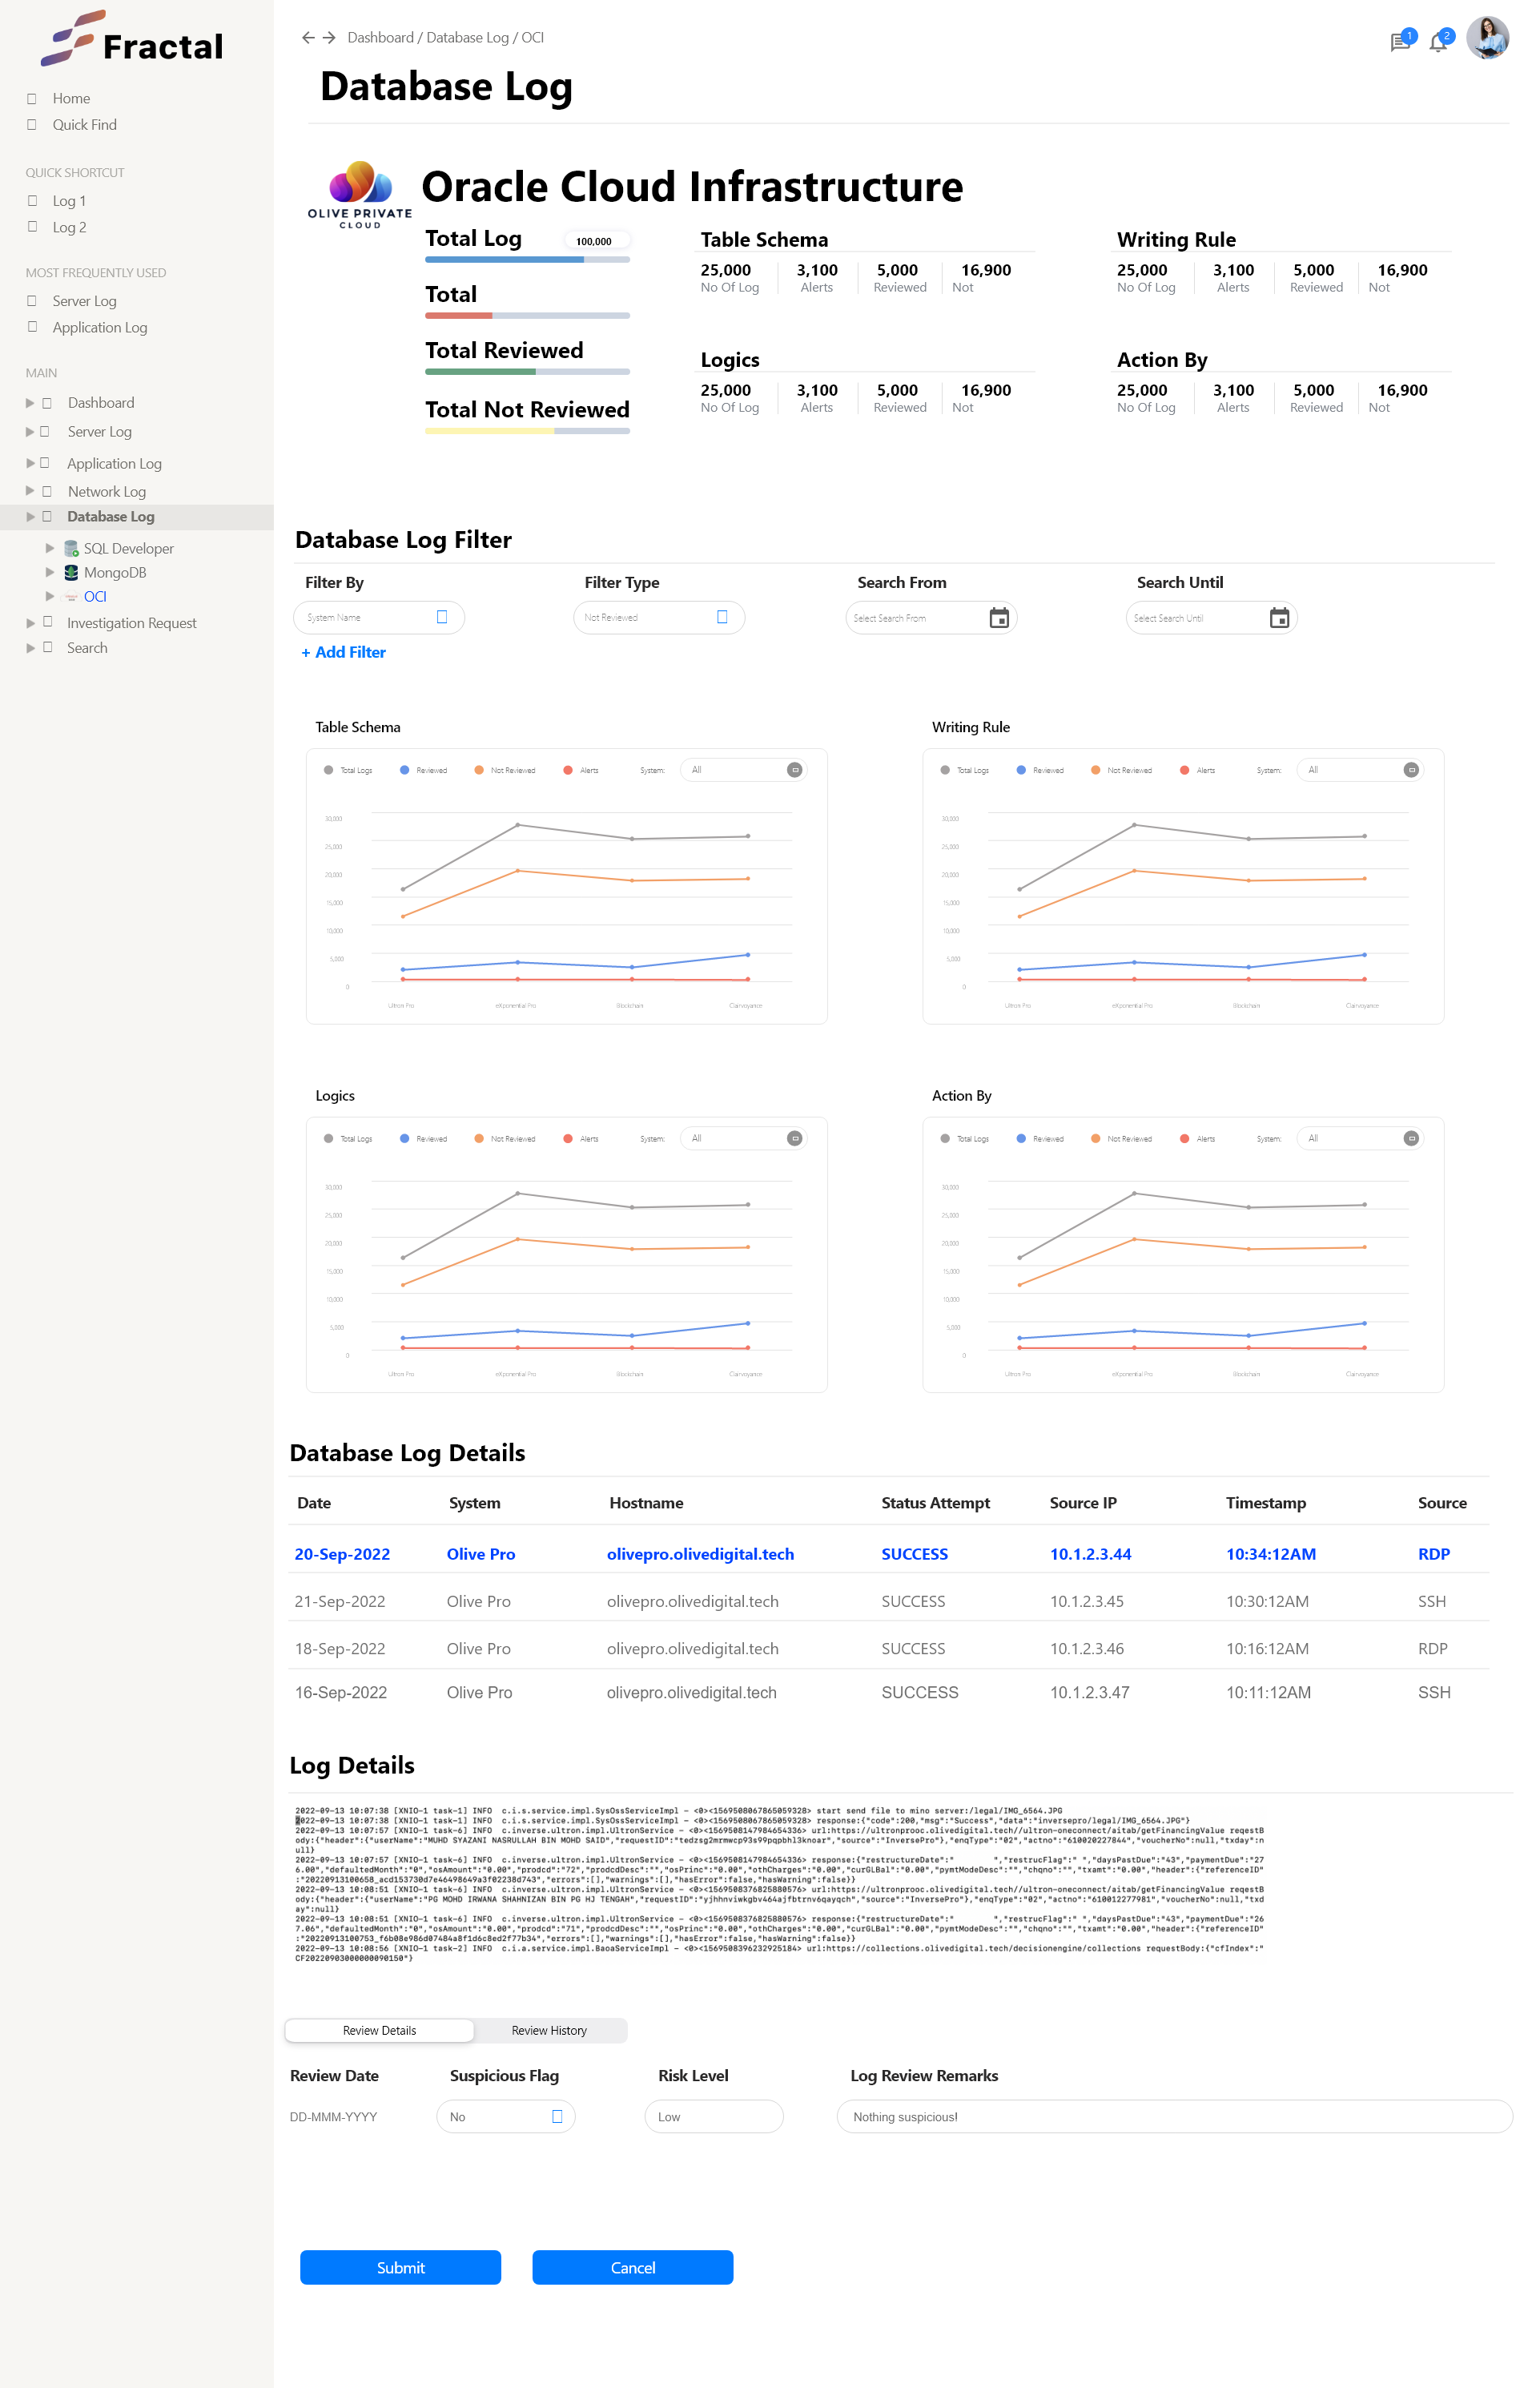 Fractal
Home
Quick Find
QUICK SHORTCUT
Log 1
Log 2
MOST FREQUENTLY USED
Server Log
Application Log
MAIN
Dashboard
Server Log
Application Log
Network Log
Database Log
SQL Developer
MongoDB
OCI
Investigation Request
Search
Dashboard / Database Log / OCI
1
2
Database Log
OLIVE PRIVATE
CLOUD
Oracle Cloud Infrastructure
Total Log 100,000
Total
Total Reviewed
Total Not Reviewed
Table Schema
25,000 3,100 5,000 16,900
No Of Log Alerts Reviewed Not
Writing Rule
25,000 3,100 5,000 16,900
No Of Log Alerts Reviewed Not
Logics
25,000 3,100 5,000 16,900
No Of Log Alerts Reviewed Not
Action By
25,000 3,100 5,000 16,900
No Of Log Alerts Reviewed Not
Database Log Filter
Filter By Filter Type Search From Search Until
System Name Not Reviewed Select Search From Select Search Until
+ Add Filter
Table Schema
Total Logs Reviewed Not Reviewed Alerts System: All
30,000
25,000
20,000
15,000
10,000
5,000
0
Ultron Pro eXponential Pro Blockchain Clairvoyance
Writing Rule
Total Logs Reviewed Not Reviewed Alerts System: All
30,000
25,000
20,000
15,000
10,000
5,000
0
Ultron Pro eXponential Pro Blockchain Clairvoyance
Logics
Total Logs Reviewed Not Reviewed Alerts System: All
30,000
25,000
20,000
15,000
10,000
5,000
0
Ultron Pro eXponential Pro Blockchain Clairvoyance
Action By
Total Logs Reviewed Not Reviewed Alerts System: All
30,000
25,000
20,000
15,000
10,000
5,000
0
Ultron Pro eXponential Pro Blockchain Clairvoyance
Database Log Details
Date System Hostname Status Attempt Source IP Timestamp Source
20-Sep-2022 Olive Pro olivepro.olivedigital.tech SUCCESS 10.1.2.3.44 10:34:12AM RDP
21-Sep-2022 Olive Pro olivepro.olivedigital.tech SUCCESS 10.1.2.3.45 10:30:12AM SSH
18-Sep-2022 Olive Pro olivepro.olivedigital.tech SUCCESS 10.1.2.3.46 10:16:12AM RDP
16-Sep-2022 Olive Pro olivepro.olivedigital.tech SUCCESS 10.1.2.3.47 10:11:12AM SSH
Log Details
2022-09-13 10:07:38 [XNIO-1 task-1] INFO c.i.s.service.impl.SysOssServiceImpl - <0><1569508067865059328> start send file to mino server:/legal/IMG_6564.JPG
2022-09-13 10:07:38 [XNIO-1 task-1] INFO c.i.s.service.impl.SysOssServiceImpl - <0><1569508067865059328> response:{"code":200,"msg":"Success","data":"inversepro/legal/IMG_6564.JPG"}
2022-09-13 10:07:57 [XNIO-1 task-6] INFO c.inverse.ult.impl.UltronService - <0><1569508147984654336> url:https://ultronprooc.olivedigital.tech//ultron-oneconnect/aitab/getFinancingValue reqestB
ody:{"header":{"userName":"MUHD SYAZANI NASRULLAH BIN MOHD SAID","requestID":"tedzsg2mrmwcp93s99pqpbhl3knoar","source":"InversePro"},"enqType":"02","actno":"610020227844","voucherNo":null,"txday":n
ull}
2022-09-13 10:07:57 [XNIO-1 task-6] INFO c.inverse.ult.impl.UltronService - <0><1569508147984654336> response:{"restructureDate":" ","restrucFlag":" ","daysPastDue":"43","paymentDue":"27
6.00","defaultedMonth":"0","osAmount":"0.00","prodcd":"72","prodcdDesc":"","osPrinc":"0.00","othCharges":"0.00","curGLBal":"0.00","pymtModeDesc":"","chqno":"","txamt":"0.00","header":{"referenceID"
:"20220913100658_acd153730d7e46498649a3f02238d743","errors":[],"warnings":[],"hasError":false,"hasWarning":false}}
2022-09-13 10:08:51 [XNIO-1 task-6] INFO c.inverse.ult.impl.UltronService - <0><1569508376825880576> url:https://ultronprooc.olivedigital.tech//ultron-oneconnect/aitab/getFinancingValue reqestB
ody:{"header":{"userName":"PG MOHD IRWANA SHAHNIZAN BIN PG HJ TENGAH","requestID":"yjhhnviwkgbv464ajfbtrnv6qayqch","source":"InversePro"},"enqType":"02","actno":"610012277981","voucherNo":null,"txd
ay":null}
2022-09-13 10:08:51 [XNIO-1 task-6] INFO c.inverse.ult.impl.UltronService - <0><1569508376825880576> response:{"restructureDate":" ","restrucFlag":" ","daysPastDue":"43","paymentDue":"26
7.06","defaultedMonth":"0","osAmount":"0.00","prodcd":"71","prodcdDesc":"","osPrinc":"0.00","othCharges":"0.00","curGLBal":"0.00","pymtModeDesc":"","chqno":"","txamt":"0.00","header":{"referenceID"
:"20220913100753_f6b08e986d07484a8f1d6c8ed2f77b34","errors":[],"warnings":[],"hasError":false,"hasWarning":false}}
2022-09-13 10:08:56 [XNIO-1 task-2] INFO c.i.a.service.impl.BaoaServiceImpl - <1569508396232925184> url:https://collections.olivedigital.tech/decisionengine/collections requestBody:{"cfIndex":"
CF20220903000000090150"}
Review Details Review History
Review Date Suspicious Flag Risk Level Log Review Remarks
DD-MMM-YYYY No Low Nothing suspicious!
Submit Cancel